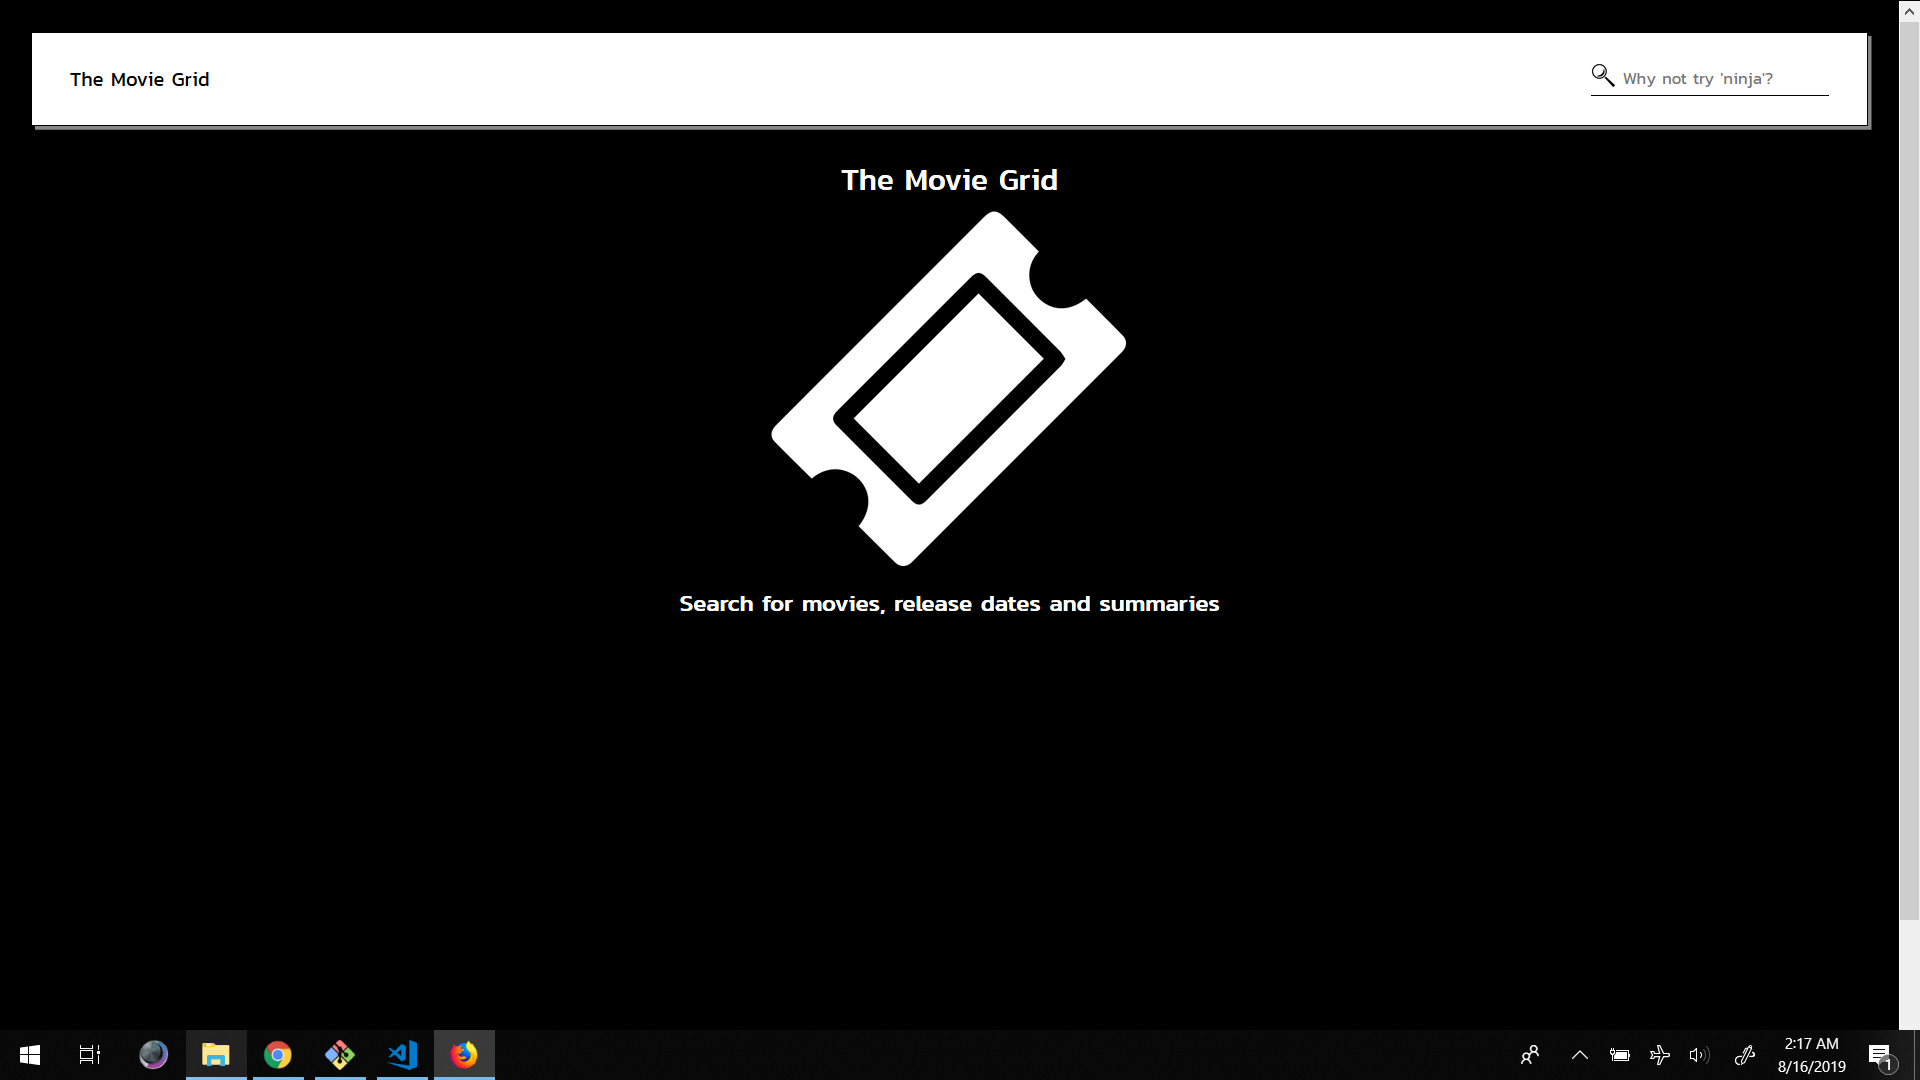 The Movie Grid
Why not try 'ninja'?
The Movie Grid
Search for movies, release dates and summaries
2:17 AM
8/16/2019
1